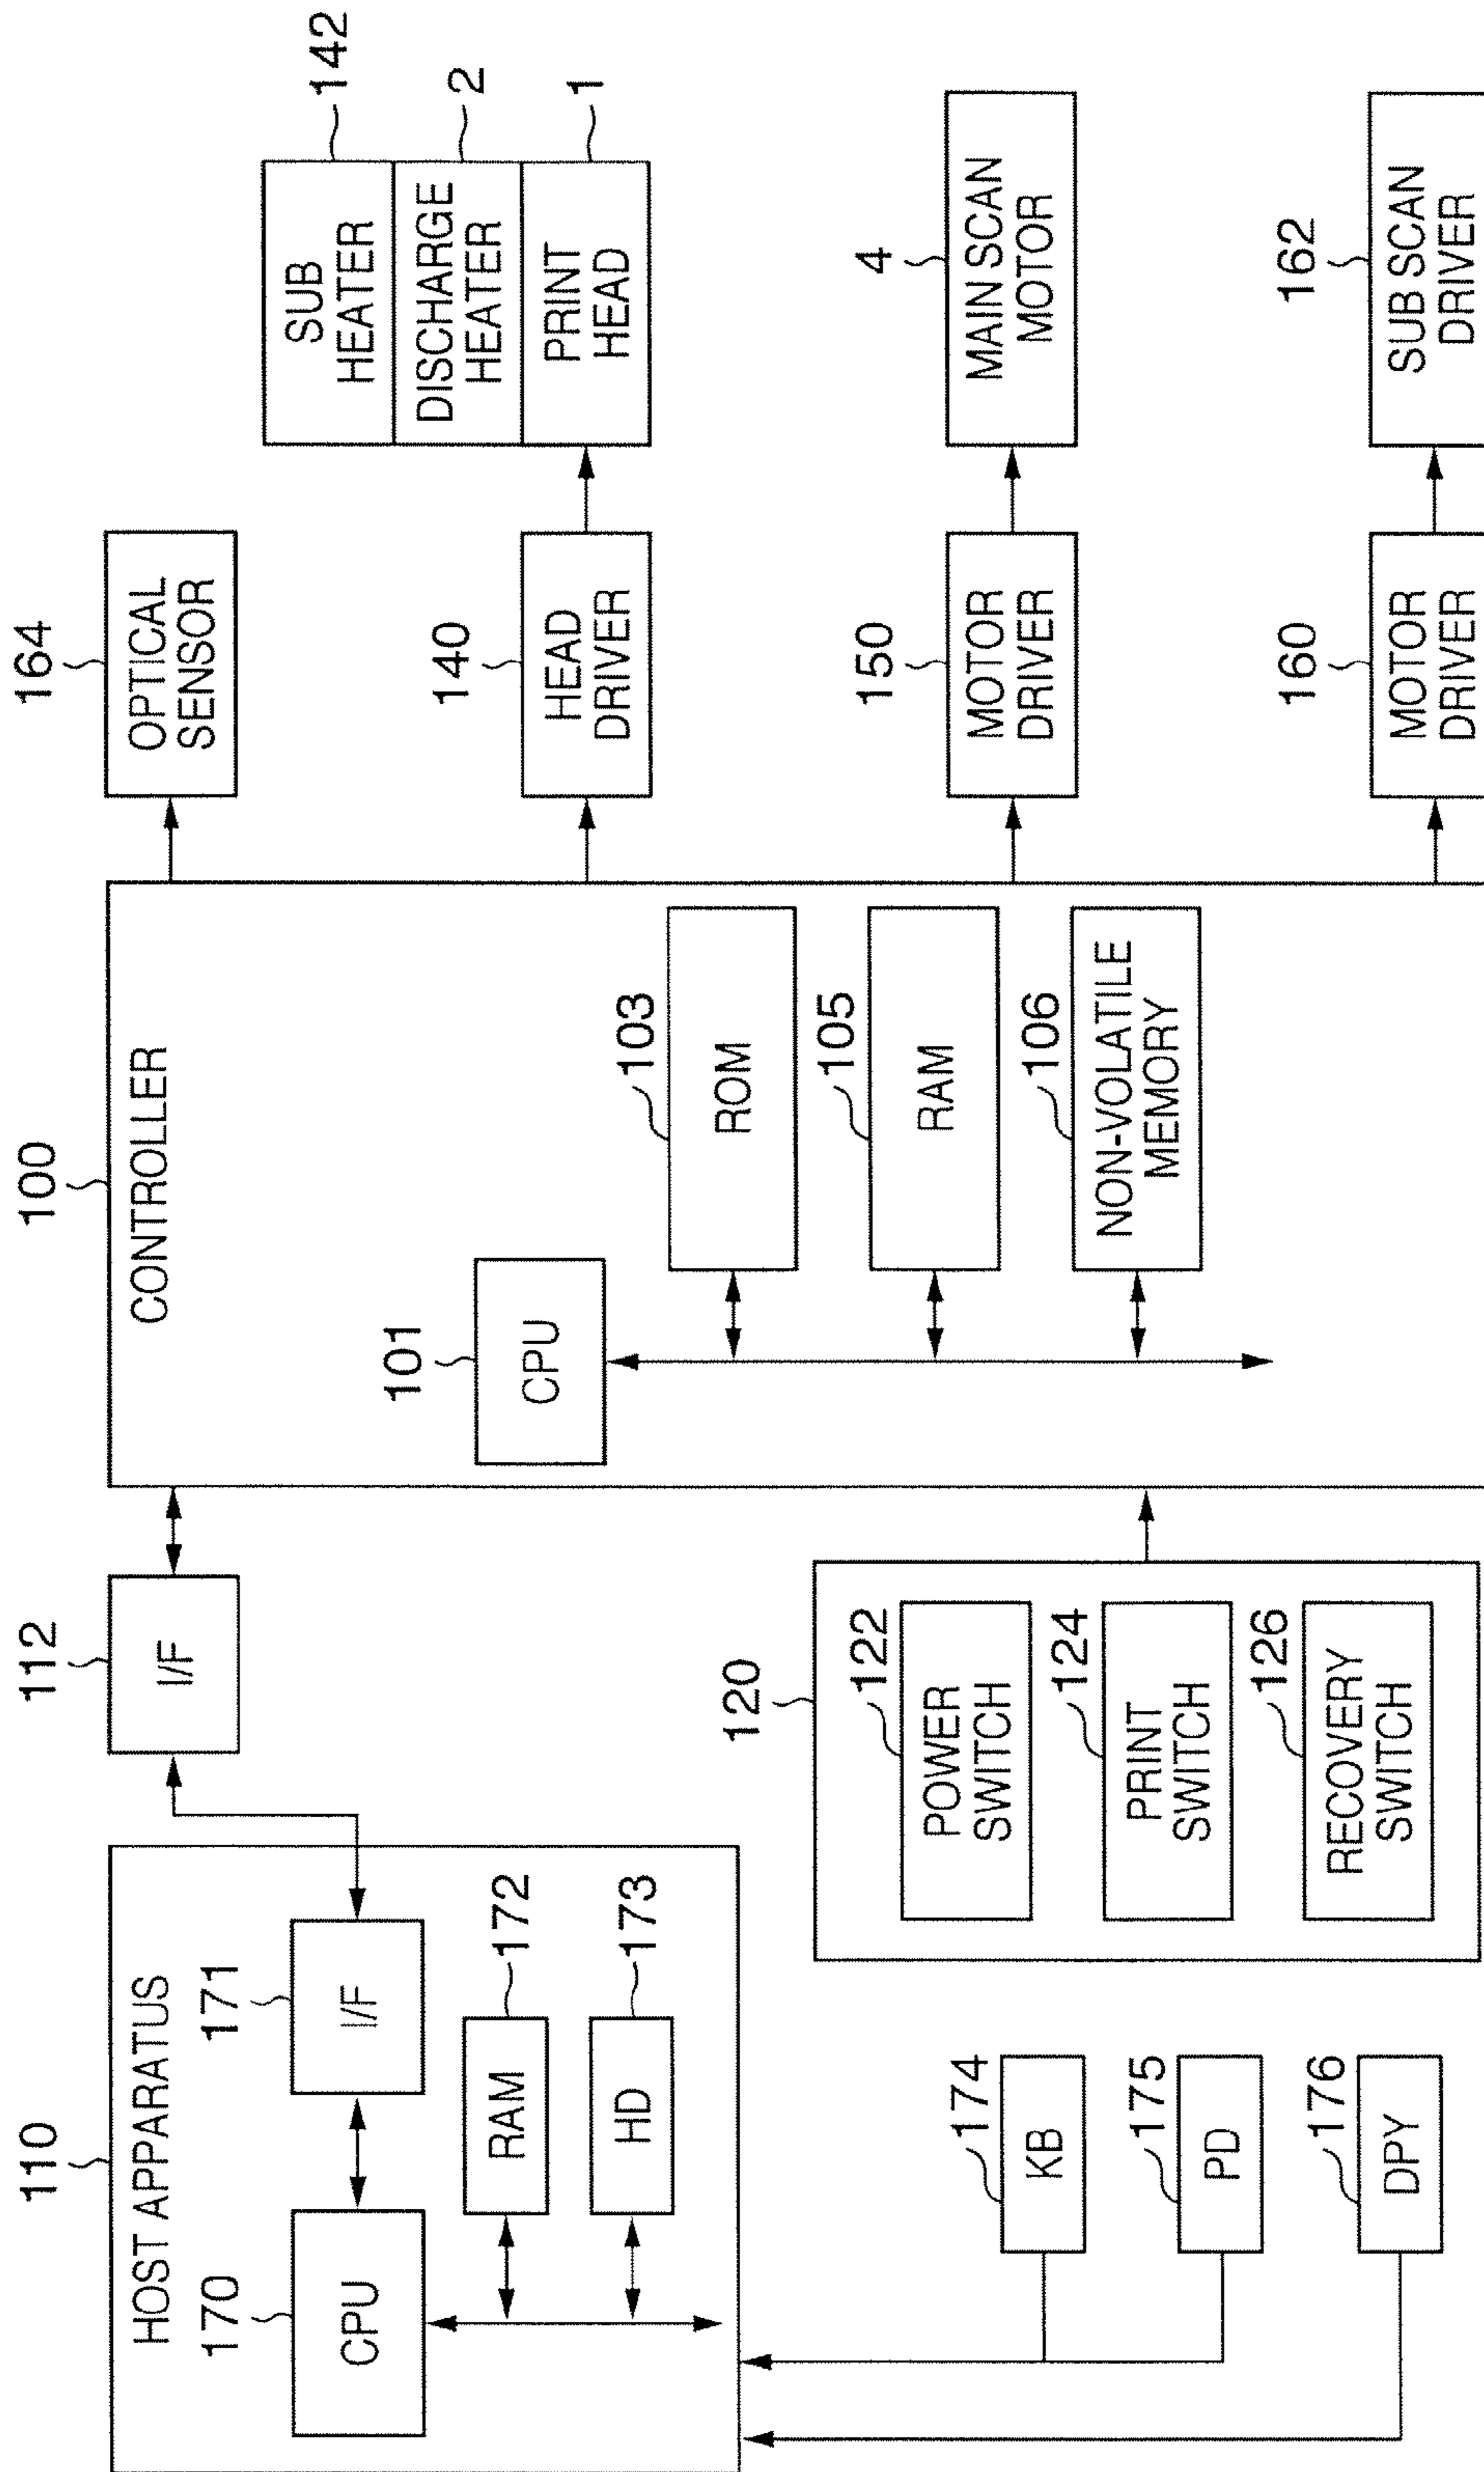 110
HOST APPARATUS
170
CPU
171
I/F
RAM
172
HD
173
174
KB
175
PD
176
DPY
112
I/F
120
122
POWER
SWITCH
124
PRINT
SWITCH
126
RECOVERY
SWITCH
100
CONTROLLER
101
CPU
103
ROM
105
RAM
106
NON-VOLATILE
MEMORY
164
OPTICAL
SENSOR
140
HEAD
DRIVER
150
MOTOR
DRIVER
160
MOTOR
DRIVER
SUB
HEATER
142
DISCHARGE
HEATER
2
PRINT
HEAD
1
4
MAIN SCAN
MOTOR
162
SUB SCAN
DRIVER